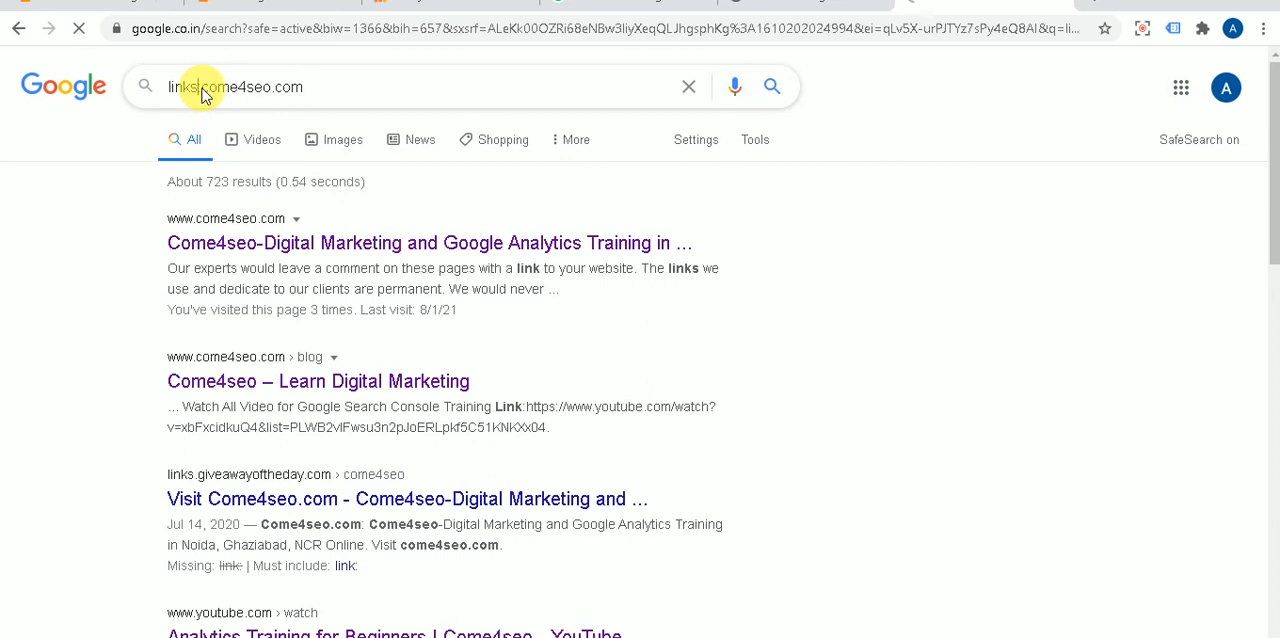 google.co.in/search?safe=active&biw=1366&bih=657&sxsrf=ALeKk00OZRi68eNBw3liyXeqQLJhgsphKg%3A1610202024994&ei=qLv5X-urPJTYz7sPy4eQ8AI&q=li...
A
Google
links:come4seo.com
A
All
Videos
Images
News
Shopping
More
Settings
Tools
SafeSearch on
About 723 results (0.54 seconds)
www.come4seo.com
Come4seo-Digital Marketing and Google Analytics Training in ...
Our experts would leave a comment on these pages with a link to your website. The links we
use and dedicate to our clients are permanent. We would never ...
You've visited this page 3 times. Last visit: 8/1/21
www.come4seo.com › blog
Come4seo – Learn Digital Marketing
... Watch All Video for Google Search Console Training Link:https://www.youtube.com/watch?
v=xbFxcidkuQ4&list=PLWB2vlFwsu3n2pJoERLpkf5C51KNKXx04.
links.giveawayoftheday.com › come4seo
Visit Come4seo.com - Come4seo-Digital Marketing and ...
Jul 14, 2020 — Come4seo.com: Come4seo-Digital Marketing and Google Analytics Training
in Noida, Ghaziabad, NCR Online. Visit come4seo.com.
Missing: link: | Must include: link:
www.youtube.com › watch
Analytics Training for Beginners | Come4seo - YouTube